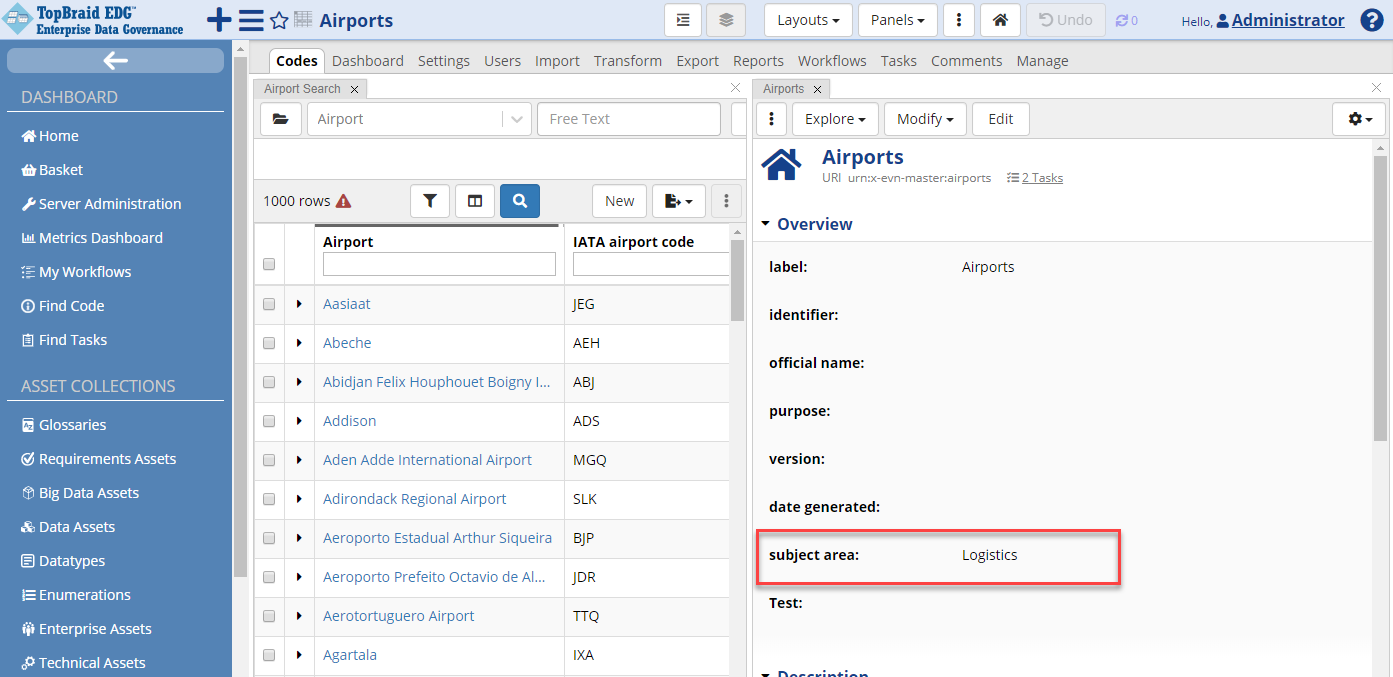 TopBraid EDG™
Enterprise Data Governance
Airports
Layouts
Panels
Undo
0
Hello, Administrator
?
DASHBOARD
Home
Basket
Server Administration
Metrics Dashboard
My Workflows
Find Code
Find Tasks
ASSET COLLECTIONS
Glossaries
Requirements Assets
Big Data Assets
Data Assets
Datatypes
Enumerations
Enterprise Assets
Technical Assets
Codes Dashboard Settings Users Import Transform Export Reports Workflows Tasks Comments Manage
Airport Search
Airport
Free Text
1000 rows
New
Airport IATA airport code
Aasiaat JEG
Abeche AEH
Abidjan Felix Houphouet Boigny I... ABJ
Addison ADS
Aden Adde International Airport MGQ
Adirondack Regional Airport SLK
Aeroporto Estadual Arthur Siqueira BJP
Aeroporto Prefeito Octavio de Al... JDR
Aerotortuguero Airport TTQ
Agartala IXA
Airports
Explore Modify Edit
Airports
URI urn:x-evn-master:airports 2 Tasks
Overview
label: Airports
identifier:
official name:
purpose:
version:
date generated:
subject area: Logistics
Test:
Description